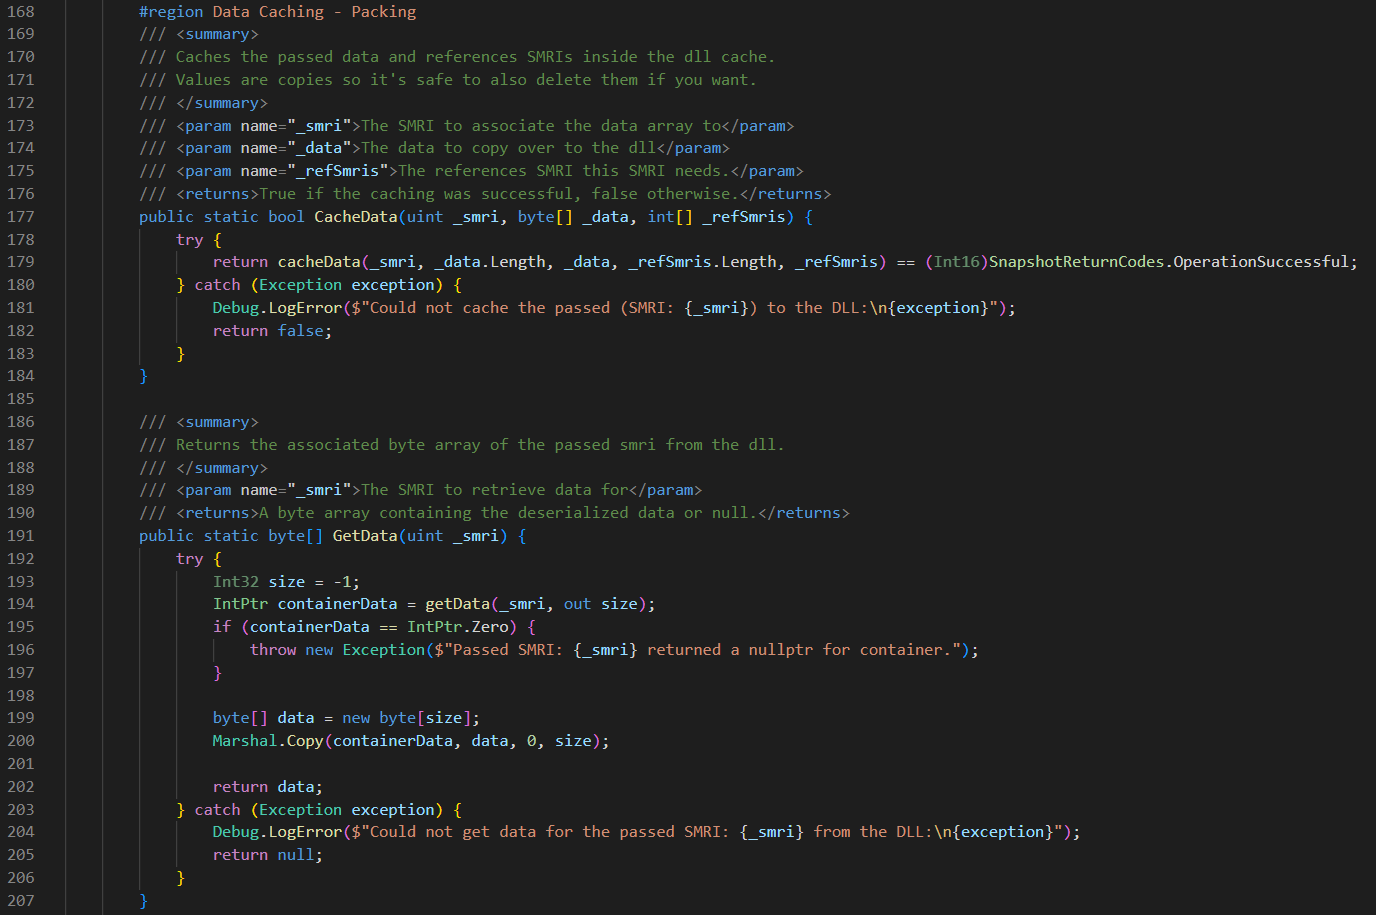 168 #region Data Caching - Packing
169 /// <summary>
170 /// Caches the passed data and references SMRIs inside the dll cache.
171 /// Values are copies so it's safe to also delete them if you want.
172 /// </summary>
173 /// <param name="_smri">The SMRI to associate the data array to</param>
174 /// <param name="_data">The data to copy over to the dll</param>
175 /// <param name="_refSmris">The references SMRI this SMRI needs.</param>
176 /// <returns>True if the caching was successful, false otherwise.</returns>
177 public static bool CacheData(uint _smri, byte[] _data, int[] _refSmris) {
178 try {
179 return cacheData(_smri, _data.Length, _data, _refSmris.Length, _refSmris) == (Int16)SnapshotReturnCodes.OperationSuccessful;
180 } catch (Exception exception) {
181 Debug.LogError($"Could not cache the passed (SMRI: {_smri}) to the DLL:\n{exception}");
182 return false;
183 }
184 }
185
186 /// <summary>
187 /// Returns the associated byte array of the passed smri from the dll.
188 /// </summary>
189 /// <param name="_smri">The SMRI to retrieve data for</param>
190 /// <returns>A byte array containing the deserialized data or null.</returns>
191 public static byte[] GetData(uint _smri) {
192 try {
193 Int32 size = -1;
194 IntPtr containerData = getData(_smri, out size);
195 if (containerData == IntPtr.Zero) {
196 throw new Exception($"Passed SMRI: {_smri} returned a nullptr for container.");
197 }
198
199 byte[] data = new byte[size];
200 Marshal.Copy(containerData, data, 0, size);
201
202 return data;
203 } catch (Exception exception) {
204 Debug.LogError($"Could not get data for the passed SMRI: {_smri} from the DLL:\n{exception}");
205 return null;
206 }
207 }